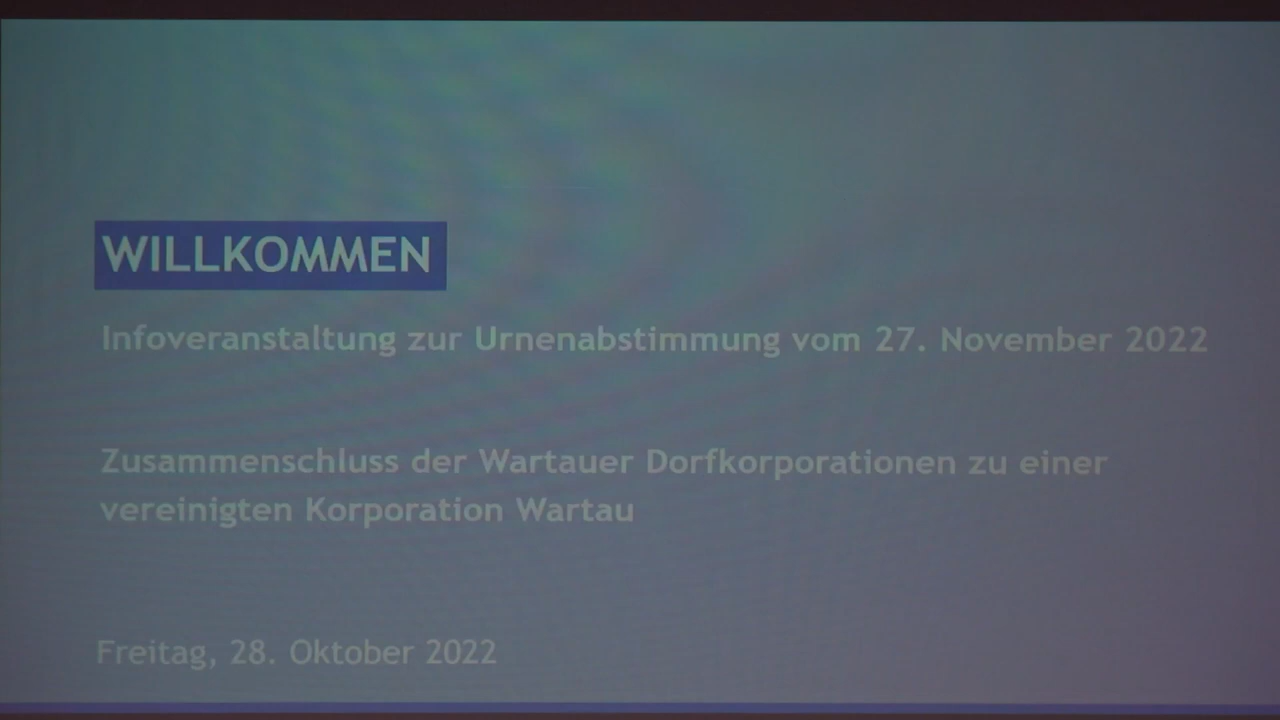 WILLKOMMEN
Infoveranstaltung zur Urnenabstimmung vom 27. November 2022
Zusammenschluss der Wartauer Dorfkorporationen zu einer
vereinigten Korporation Wartau
Freitag, 28. Oktober 2022